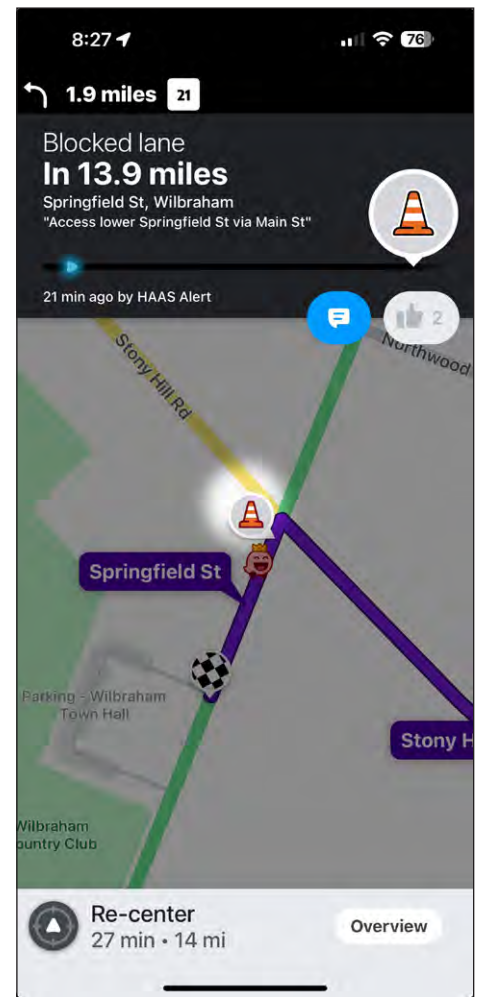 8:27
76
1.9 miles 21
Blocked lane
In 13.9 miles
Springfield St, Wilbraham
"Access lower Springfield St via Main St"
21 min ago by HAAS Alert
2
Northwood
Stony Hill Rd
Springfield St
Parking - Wilbraham
Town Hall
Stony H
Wilbraham
ountry Club
Re-center
27 min • 14 mi
Overview